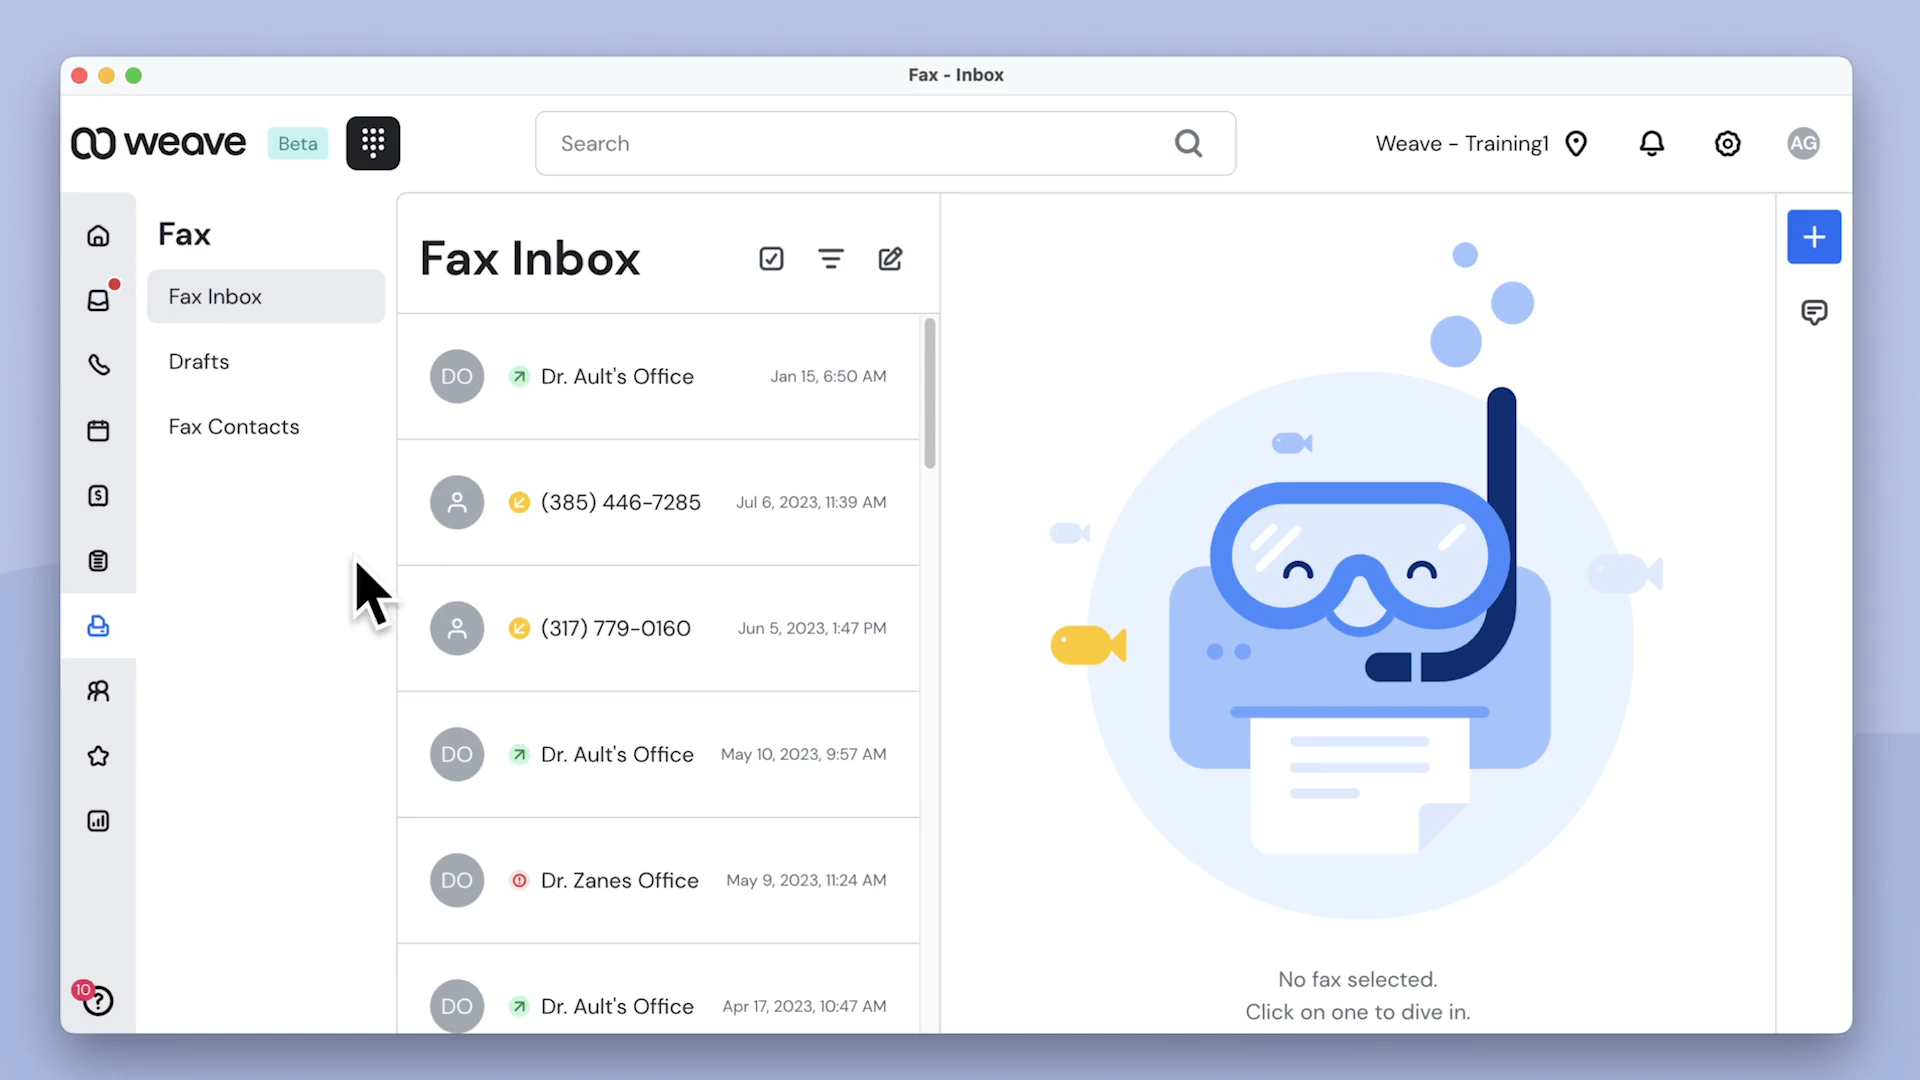 Fax - Inbox
weave
Beta
Search
Weave - Training1
AG
Fax
Fax Inbox
Drafts
Fax Contacts
10
?
Fax Inbox
DO
Dr. Ault's Office
Jan 15, 6:50 AM
(385) 446-7285
Jul 6, 2023, 11:39 AM
(317) 779-0160
Jun 5, 2023, 1:47 PM
DO
Dr. Ault's Office
May 10, 2023, 9:57 AM
DO
Dr. Zanes Office
May 9, 2023, 11:24 AM
DO
Dr. Ault's Office
Apr 17, 2023, 10:47 AM
No fax selected.
Click on one to dive in.